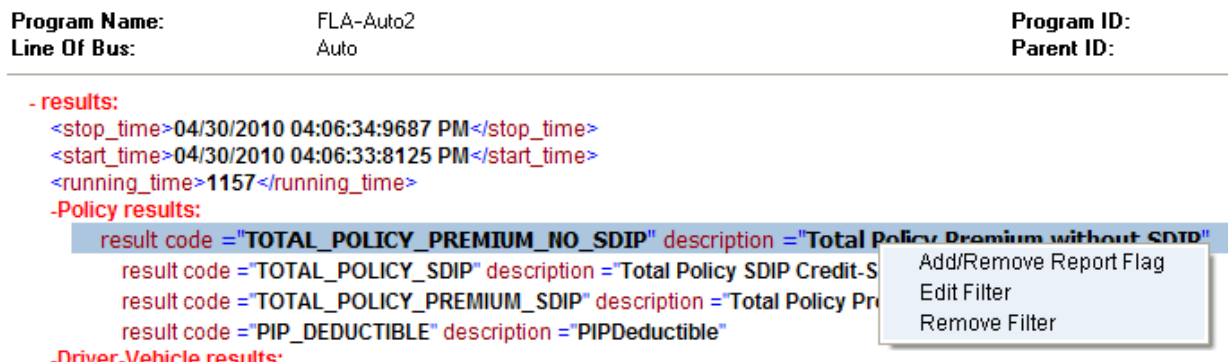 Program Name: FLA-Auto2 Program ID:
Line Of Bus: Auto Parent ID:
- results:
<stop_time>04/30/2010 04:06:34:9687 PM</stop_time>
<start_time>04/30/2010 04:06:33:8125 PM</start_time>
<running_time>1157</running_time>
-Policy results:
result code ="TOTAL_POLICY_PREMIUM_NO_SDIP" description ="Total Policy Premium without SDIP"
result code ="TOTAL_POLICY_SDIP" description ="Total Policy SDIP Credit-S
result code ="TOTAL_POLICY_PREMIUM_SDIP" description ="Total Policy Pre
result code ="PIP_DEDUCTIBLE" description ="PIPDeductible"
Add/Remove Report Flag
Edit Filter
Remove Filter
-Driver-Vehicle results: